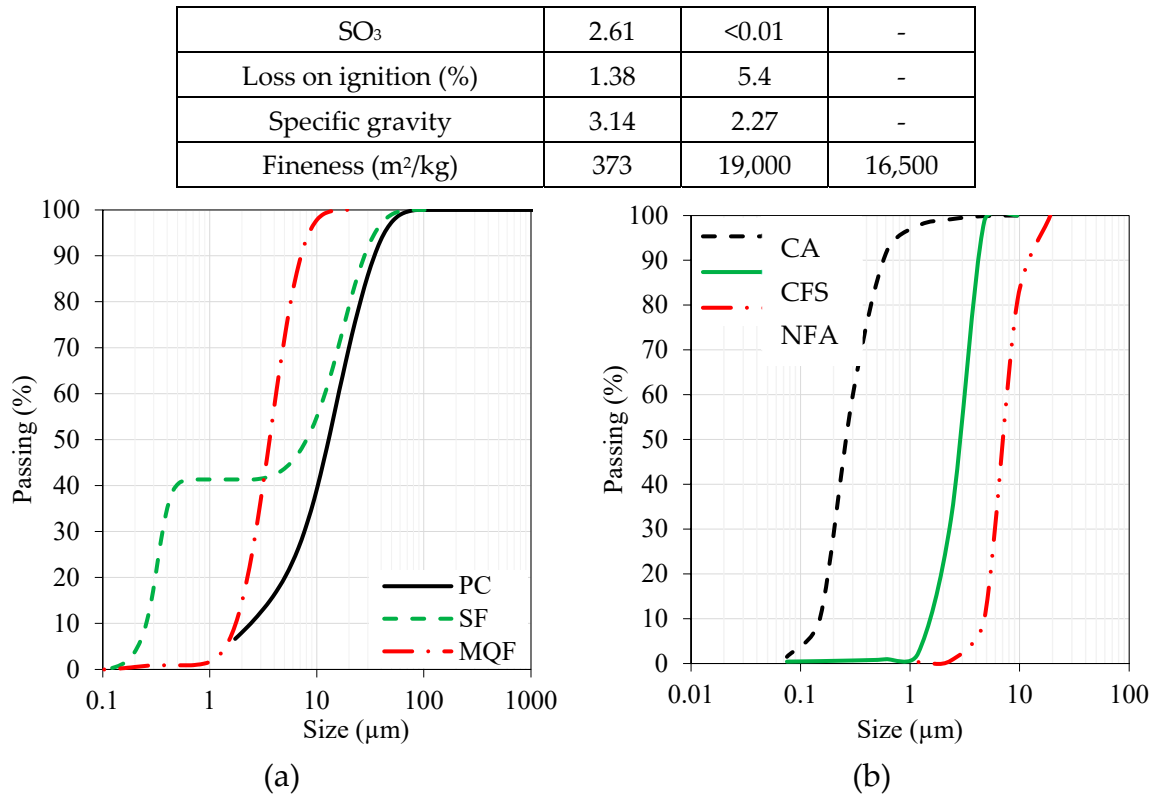 SO₃ 2.61 <0.01 -
Loss on ignition (%) 1.38 5.4 -
Specific gravity 3.14 2.27 -
Fineness (m²/kg) 373 19,000 16,500
100
90
80
70
60
50
40
30
20
10
0
Passing (%)
PC
SF
MQF
0.1 1 10 100 1000
Size (µm)
(a)
100
90
80
70
60
50
40
30
20
10
0
Passing (%)
CA
CFS
NFA
0.01 0.1 1 10 100
Size (µm)
(b)